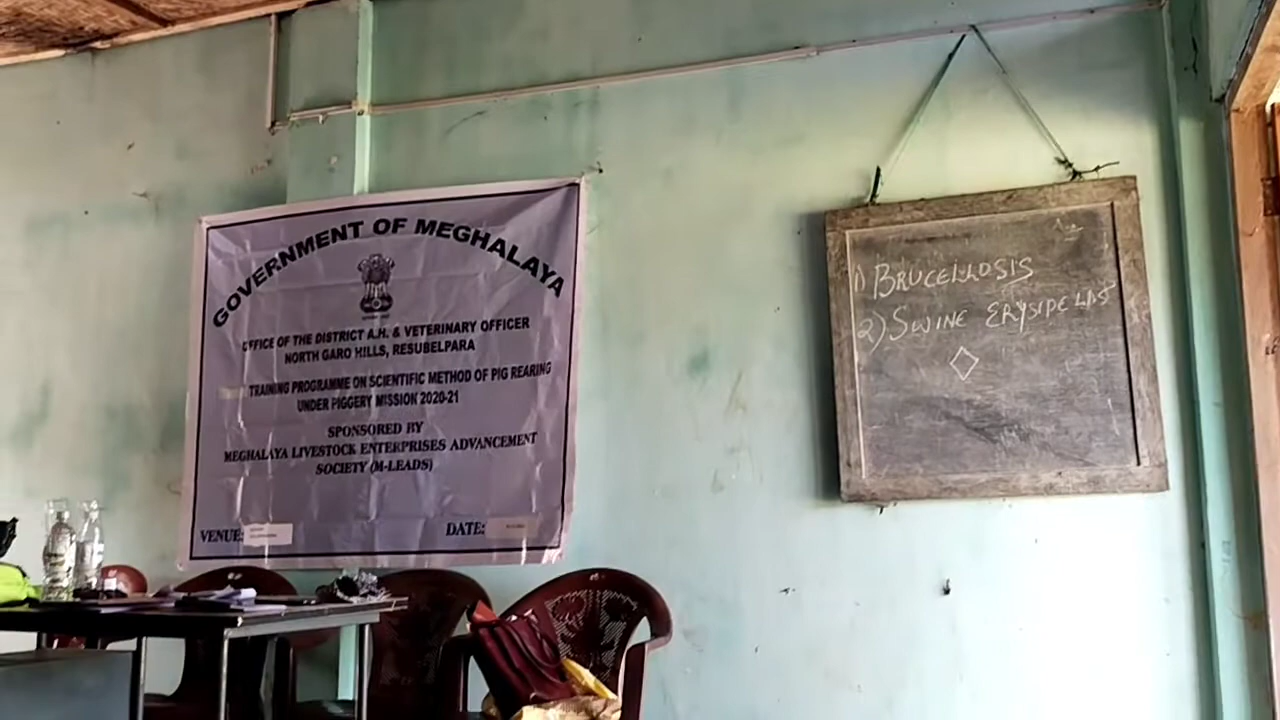 GOVERNMENT OF MEGHALAYA
OFFICE OF THE DISTRICT A.H. & VETERINARY OFFICER
NORTH GARO HILLS, RESUBELPARA
TRAINING PROGRAMME ON SCIENTIFIC METHOD OF PIG REARING
UNDER PIGGERY MISSION 2020-21
SPONSORED BY
MEGHALAYA LIVESTOCK ENTERPRISES ADVANCEMENT
SOCIETY (M-LEADS)
VENUE:
DATE:
1) BRUCELLOSIS
2) SWINE ERYSIPELAS